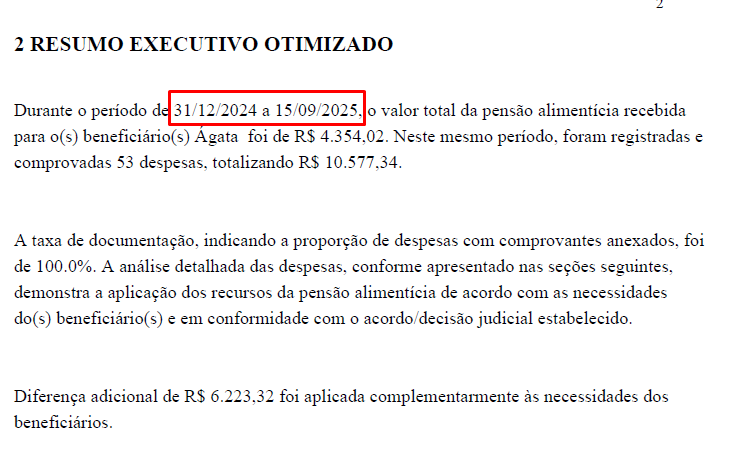 2
2 RESUMO EXECUTIVO OTIMIZADO
Durante o período de 31/12/2024 a 15/09/2025, o valor total da pensão alimentícia recebida
para o(s) beneficiário(s) Ágata  foi de R$ 4.354,02. Neste mesmo período, foram registradas e
comprovadas 53 despesas, totalizando R$ 10.577,34.
A taxa de documentação, indicando a proporção de despesas com comprovantes anexados, foi
de 100.0%. A análise detalhada das despesas, conforme apresentado nas seções seguintes,
demonstra a aplicação dos recursos da pensão alimentícia de acordo com as necessidades
do(s) beneficiário(s) e em conformidade com o acordo/decisão judicial estabelecido.
Diferença adicional de R$ 6.223,32 foi aplicada complementarmente às necessidades dos
beneficiários.